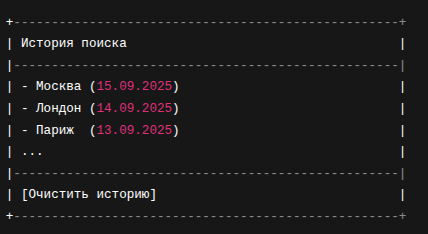 +---------------------------------------------------+
| История поиска                                    |
|---------------------------------------------------|
| - Москва (15.09.2025)                             |
| - Лондон (14.09.2025)                             |
| - Париж  (13.09.2025)                             |
| ...                                               |
|---------------------------------------------------|
| [Очистить историю]                                |
+---------------------------------------------------+